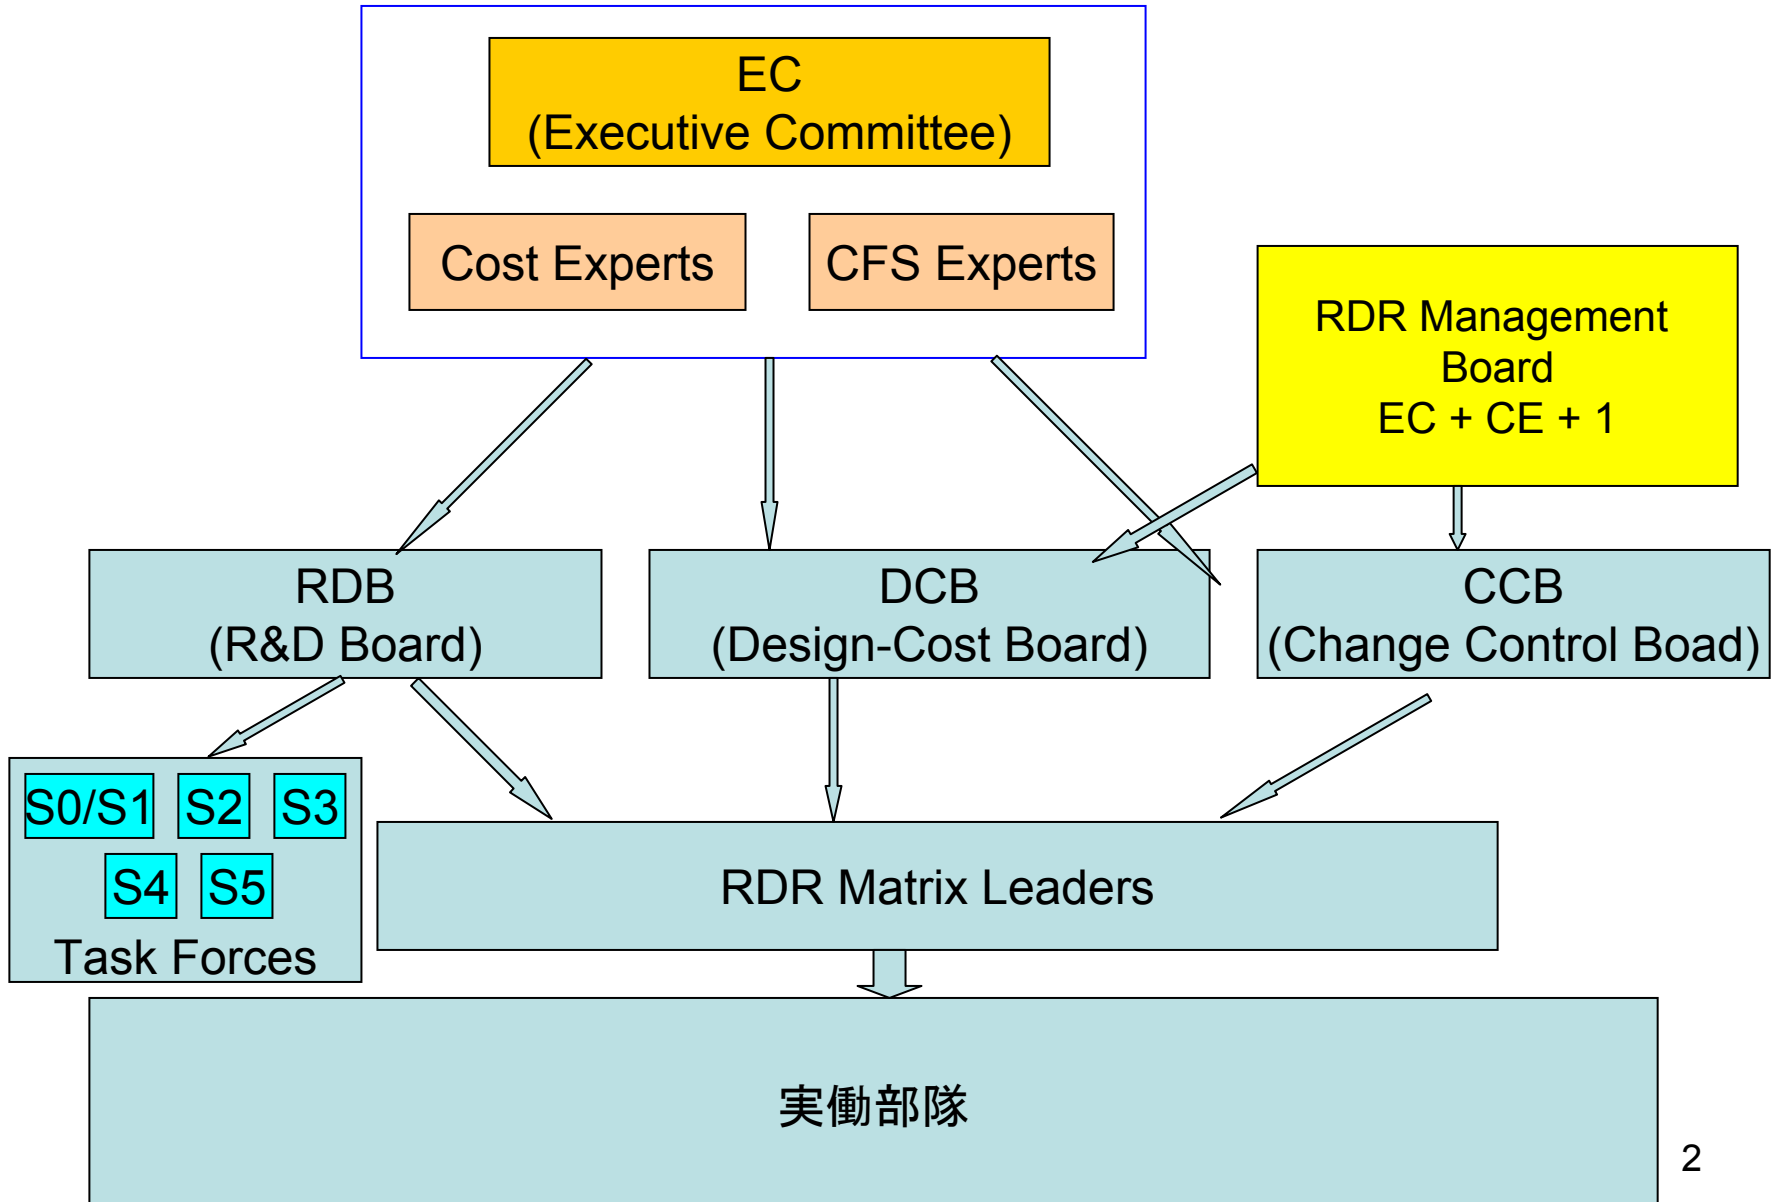 EC
(Executive Committee)
Cost Experts
CFS Experts
RDR Management
Board
EC + CE + 1
RDB
(R&D Board)
DCB
(Design-Cost Board)
CCB
(Change Control Boad)
S0/S1
S2
S3
S4
S5
Task Forces
RDR Matrix Leaders
実働部隊
2